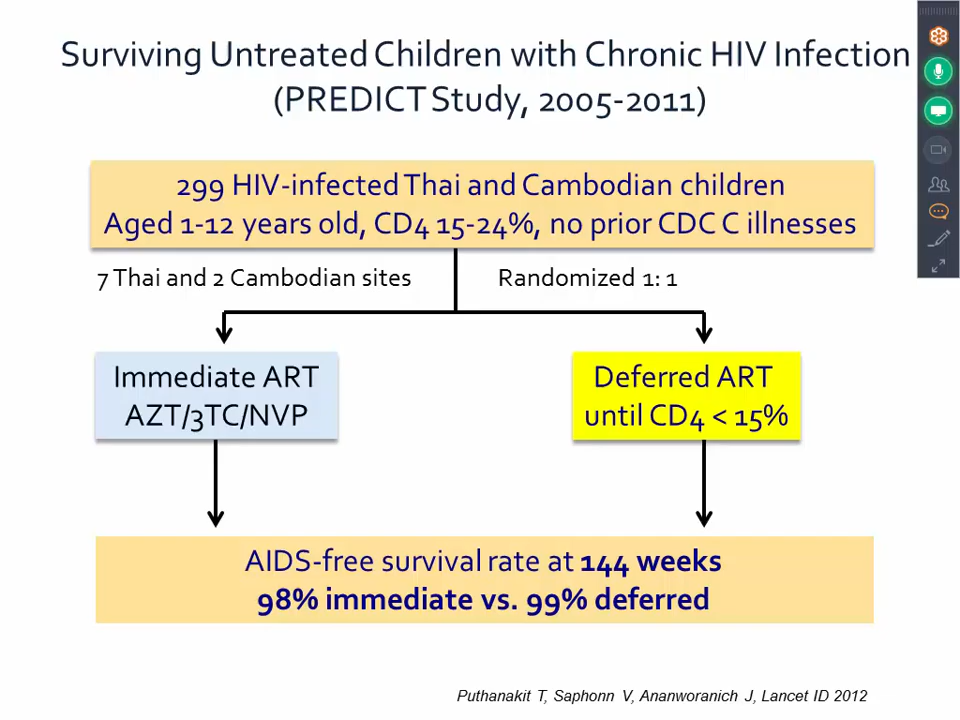 Surviving Untreated Children with Chronic HIV Infection
(PREDICT Study, 2005-2011)
299 HIV-infected Thai and Cambodian children
Aged 1-12 years old, CD4 15-24%, no prior CDC C illnesses
7 Thai and 2 Cambodian sites
Randomized 1: 1
Immediate ART
AZT/3TC/NVP
Deferred ART
until CD4 < 15%
AIDS-free survival rate at 144 weeks
98% immediate vs. 99% deferred
Puthanakit T, Saphonn V, Ananworanich J, Lancet ID 2012